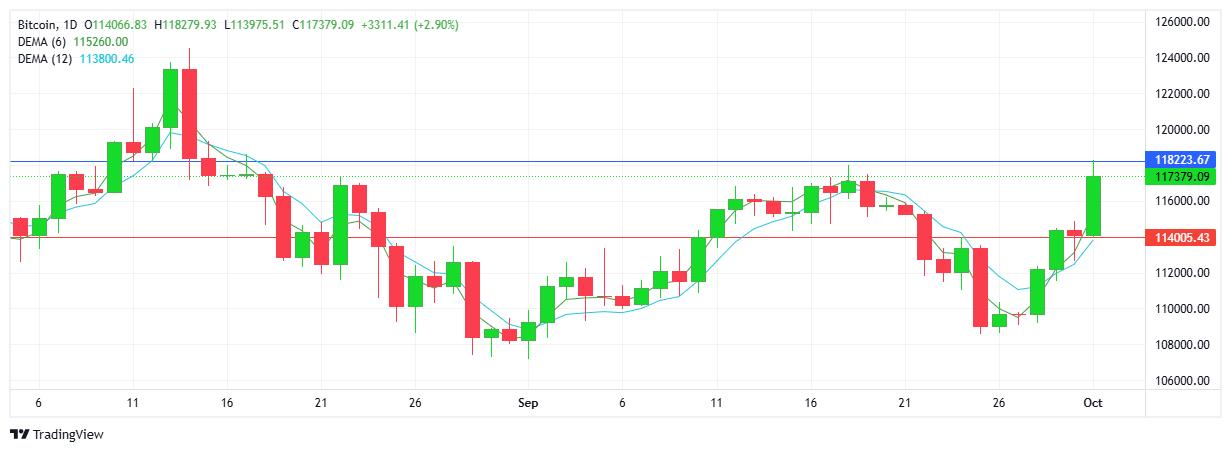 Bitcoin, 1D O114066.83 H118279.93 L113975.51 C117379.09 +3311.41 (+2.90%)
DEMA (6) 115260.00
DEMA (12) 113800.46
126000.00
124000.00
122000.00
120000.00
118223.67
117379.09
116000.00
114005.43
112000.00
110000.00
108000.00
106000.00
6 11 16 21 26 Sep 6 11 16 21 26 Oct
TradingView